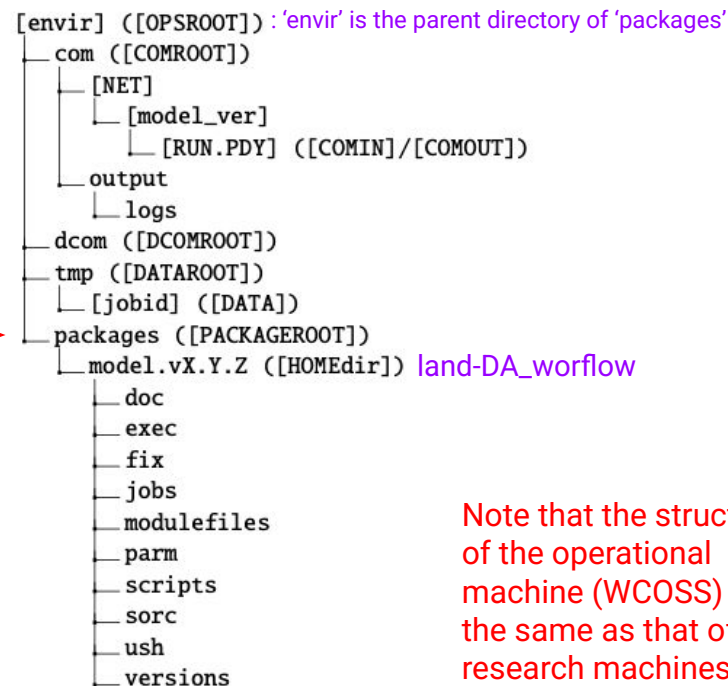 [envir] ([OPSROOT]) : ‘envir’ is the parent directory of ‘packages’
com ([COMROOT])
[NET]
[model_ver]
[RUN.PDY] ([COMIN]/[COMOUT])
output
logs
dcom ([DCOMROOT])
tmp ([DATAROOT])
[jobid] ([DATA])
packages ([PACKAGEROOT])
model.vX.Y.Z ([HOMEdir]) land-DA_worflow
doc
exec
fix
jobs
modulefiles
parm
scripts
sorc
ush
versions
Note that the struc
of the operational
machine (WCOSS)
the same as that o
research machines